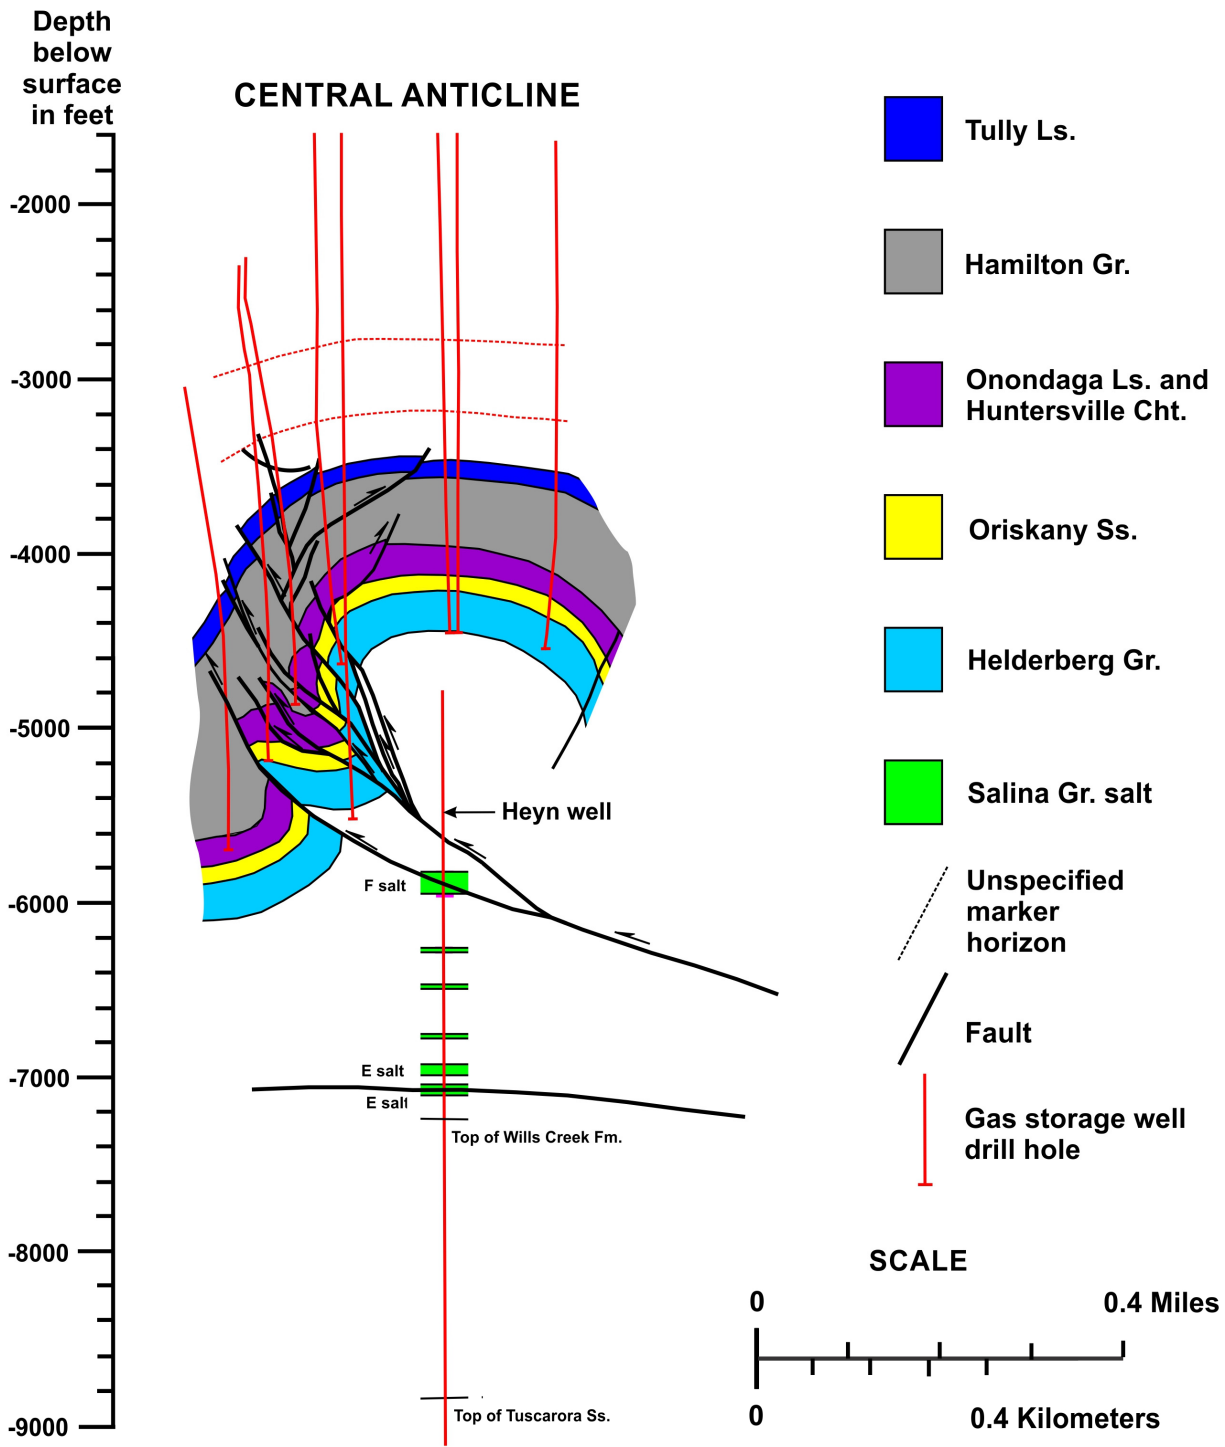 Depth
below
surface
in feet
CENTRAL ANTICLINE
-2000
-3000
-4000
-5000
-6000
-7000
-8000
-9000
Heyn well
F salt
E salt
E salt
Top of Wills Creek Fm.
Top of Tuscarora Ss.
Tully Ls.
Hamilton Gr.
Onondaga Ls. and
Huntersville Cht.
Oriskany Ss.
Helderberg Gr.
Salina Gr. salt
Unspecified
marker
horizon
Fault
Gas storage well
drill hole
SCALE
0
0.4 Miles
0
0.4 Kilometers